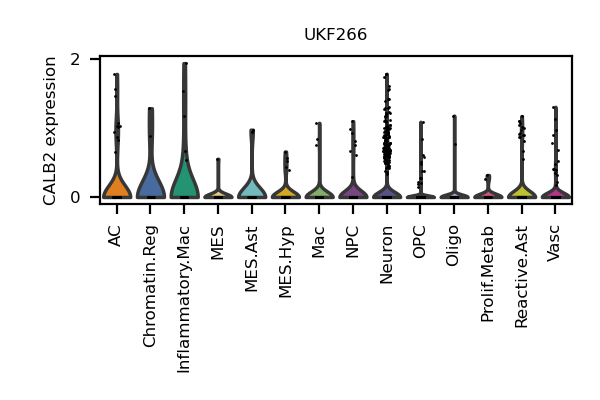 UKF266
CALB2 expression
2
0
AC
Chromatin.Reg
Inflammatory.Mac
MES
MES.Ast
MES.Hyp
Mac
NPC
Neuron
OPC
Oligo
Prolif.Metab
Reactive.Ast
Vasc